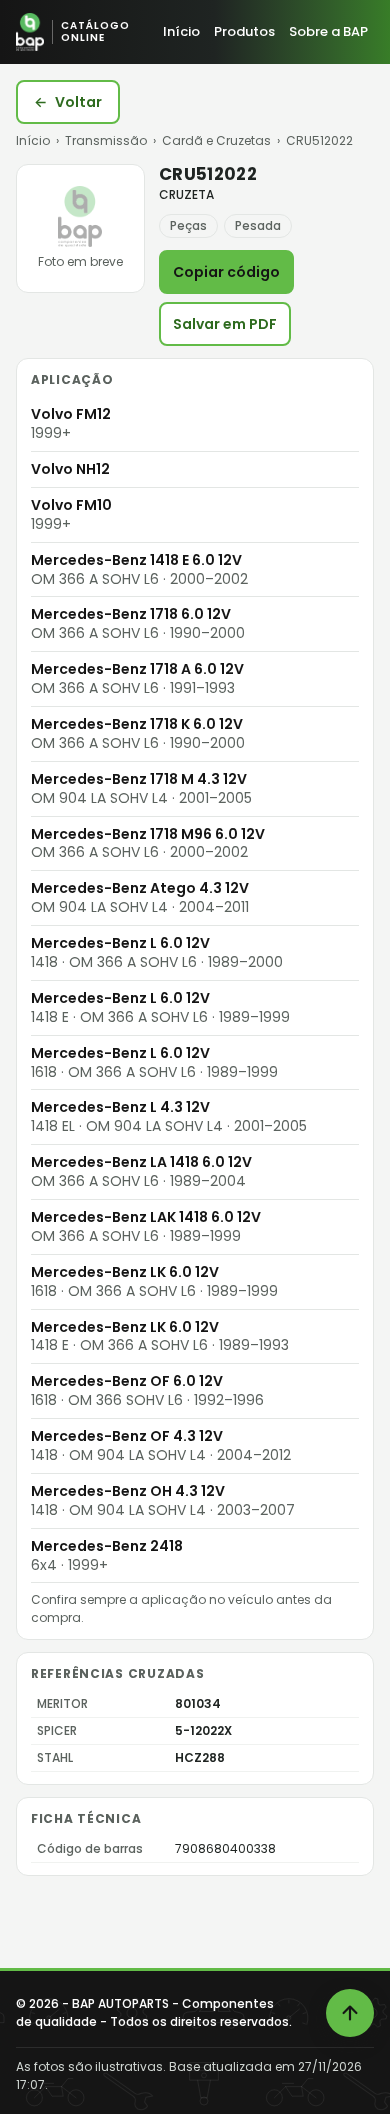 bap
CATÁLOGO
ONLINE
Início Produtos Sobre a BAP
← Voltar
Início › Transmissão › Cardã e Cruzetas › CRU512022
bap
Foto em breve
CRU512022
CRUZETA
Peças Pesada
Copiar código
Salvar em PDF
APLICAÇÃO
Volvo FM12
1999+
Volvo NH12
Volvo FM10
1999+
Mercedes-Benz 1418 E 6.0 12V
OM 366 A SOHV L6 · 2000–2002
Mercedes-Benz 1718 6.0 12V
OM 366 A SOHV L6 · 1990–2000
Mercedes-Benz 1718 A 6.0 12V
OM 366 A SOHV L6 · 1991–1993
Mercedes-Benz 1718 K 6.0 12V
OM 366 A SOHV L6 · 1990–2000
Mercedes-Benz 1718 M 4.3 12V
OM 904 LA SOHV L4 · 2001–2005
Mercedes-Benz 1718 M96 6.0 12V
OM 366 A SOHV L6 · 2000–2002
Mercedes-Benz Atego 4.3 12V
OM 904 LA SOHV L4 · 2004–2011
Mercedes-Benz L 6.0 12V
1418 · OM 366 A SOHV L6 · 1989–2000
Mercedes-Benz L 6.0 12V
1418 E · OM 366 A SOHV L6 · 1989–1999
Mercedes-Benz L 6.0 12V
1618 · OM 366 A SOHV L6 · 1989–1999
Mercedes-Benz L 4.3 12V
1418 EL · OM 904 LA SOHV L4 · 2001–2005
Mercedes-Benz LA 1418 6.0 12V
OM 366 A SOHV L6 · 1989–2004
Mercedes-Benz LAK 1418 6.0 12V
OM 366 A SOHV L6 · 1989–1999
Mercedes-Benz LK 6.0 12V
1618 · OM 366 A SOHV L6 · 1989–1999
Mercedes-Benz LK 6.0 12V
1418 E · OM 366 A SOHV L6 · 1989–1993
Mercedes-Benz OF 6.0 12V
1618 · OM 366 SOHV L6 · 1992–1996
Mercedes-Benz OF 4.3 12V
1418 · OM 904 LA SOHV L4 · 2004–2012
Mercedes-Benz OH 4.3 12V
1418 · OM 904 LA SOHV L4 · 2003–2007
Mercedes-Benz 2418
6x4 · 1999+
Confira sempre a aplicação no veículo antes da
compra.
REFERÊNCIAS CRUZADAS
MERITOR 801034
SPICER 5-12022X
STAHL HCZ288
FICHA TÉCNICA
Código de barras 7908680400338
© 2026 - BAP AUTOPARTS - Componentes
de qualidade - Todos os direitos reservados.
As fotos são ilustrativas. Base atualizada em 27/11/2026
17:07.